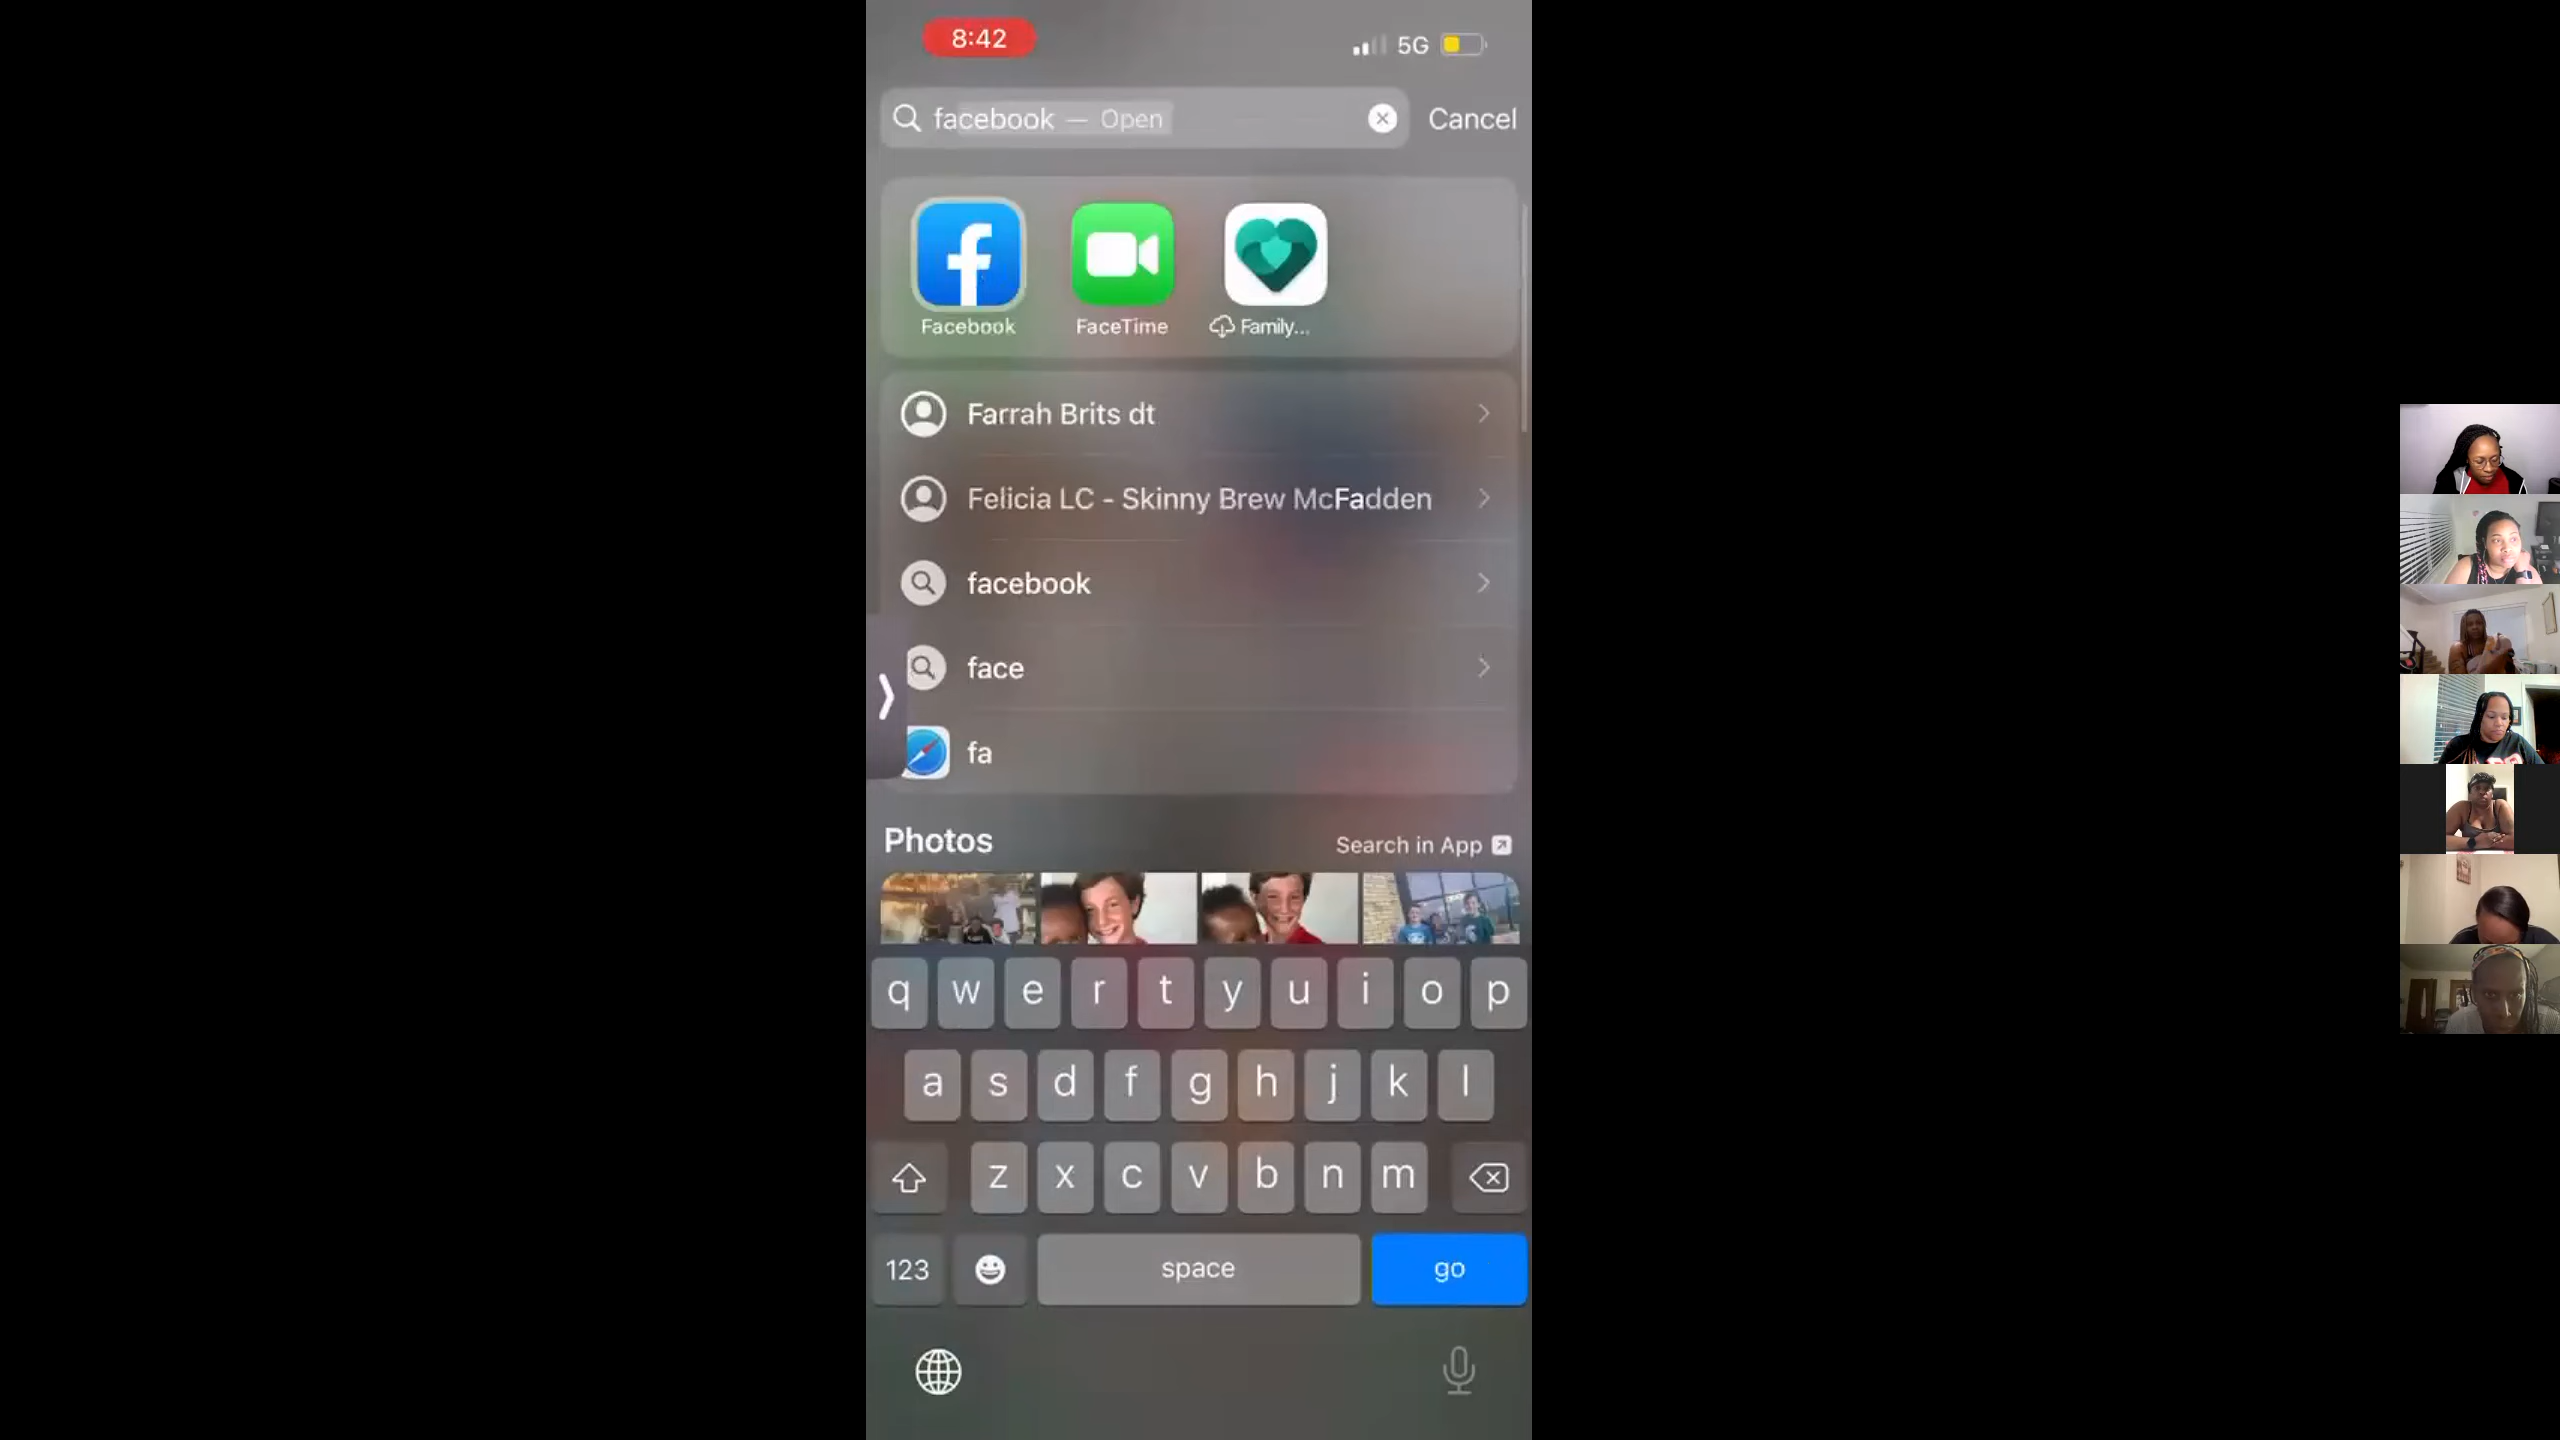 8:42
5G
facebook — Open
Cancel
Facebook
FaceTime
Family...
Farrah Brits dt
Felicia LC - Skinny Brew McFadden
facebook
face
fa
Photos
Search in App
q w e r t y u i o p
a s d f g h j k l
z x c v b n m
123
space
go